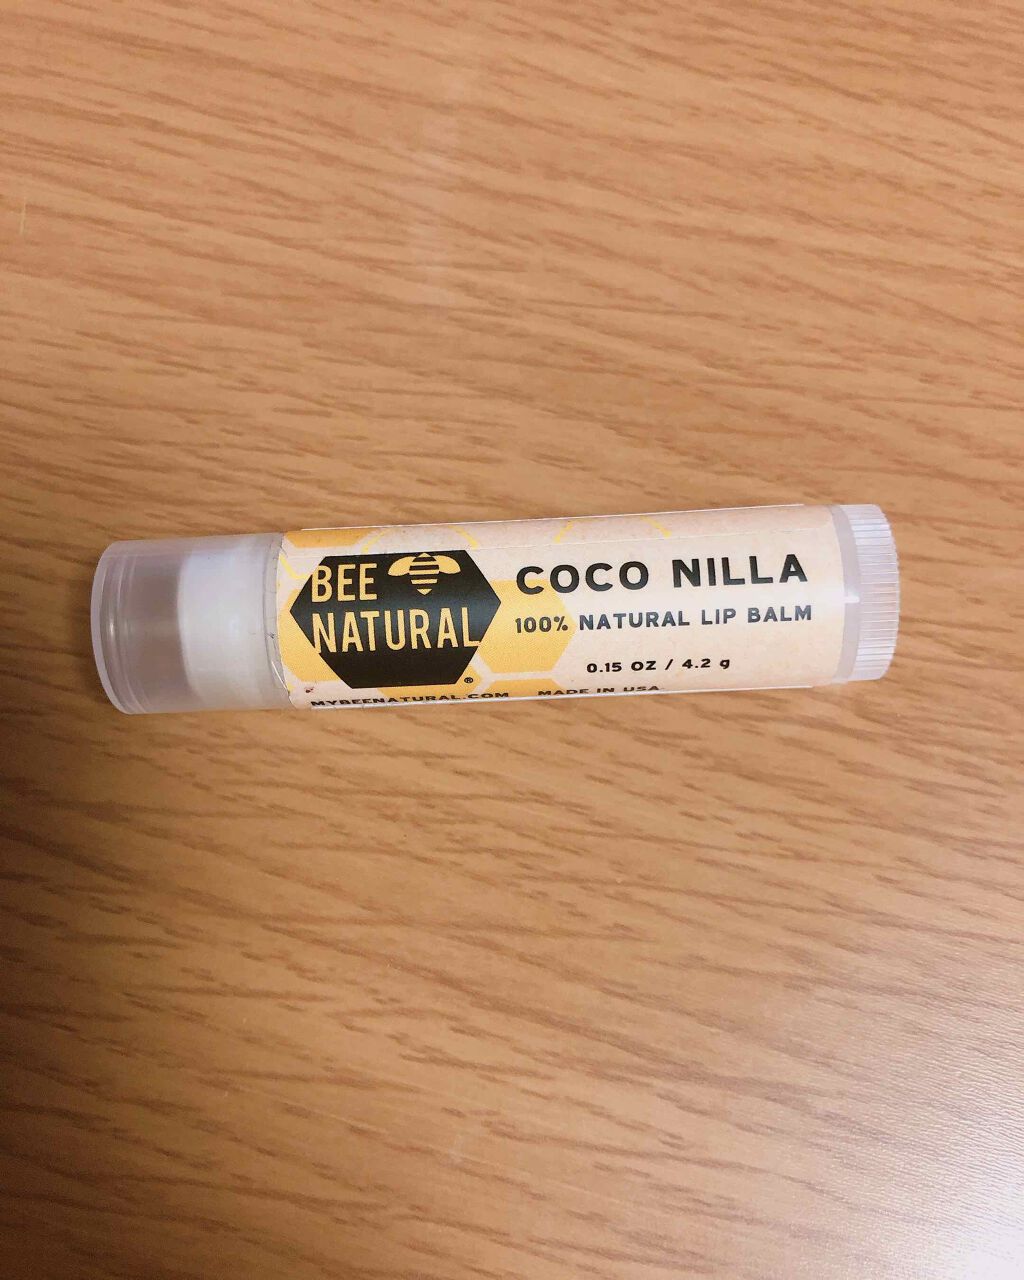 BEE
NATURAL®
COCO NILLA
100% NATURAL LIP BALM
0.15 OZ / 4.2 g
MYBEENATURAL.COM MADE IN USA